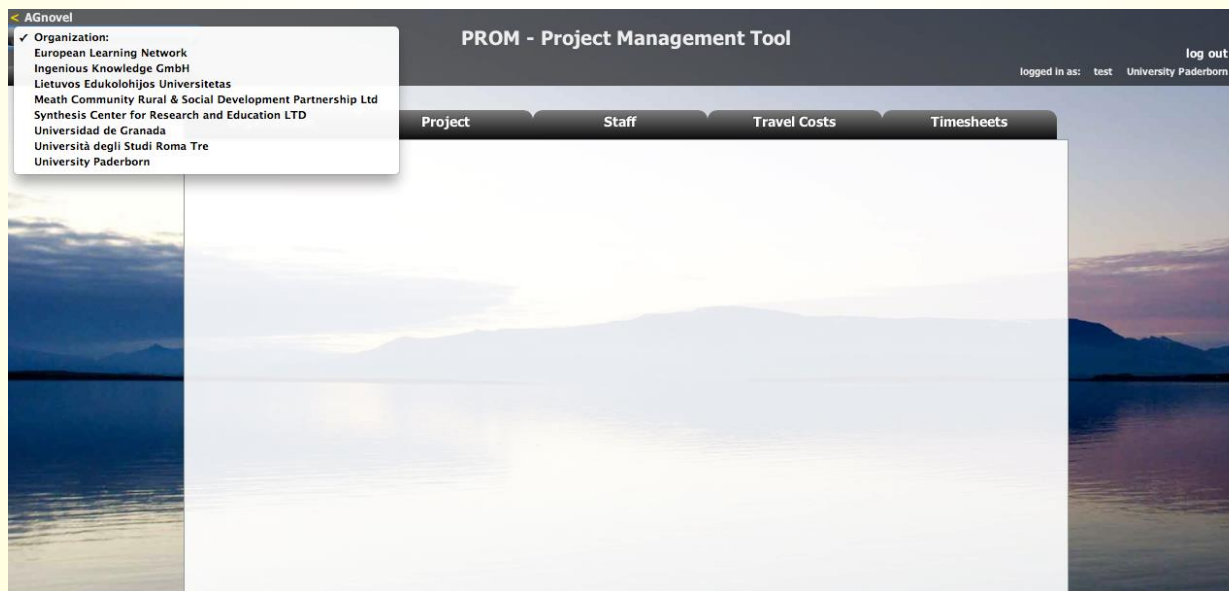 < AGnovel
✓ Organization:
European Learning Network
Ingenious Knowledge GmbH
Lietuvos Edukolohijos Universitetas
Meath Community Rural & Social Development Partnership Ltd
Synthesis Center for Research and Education LTD
Universidad de Granada
Università degli Studi Roma Tre
University Paderborn
PROM - Project Management Tool
log out
logged in as: test University Paderborn
Project Staff Travel Costs Timesheets